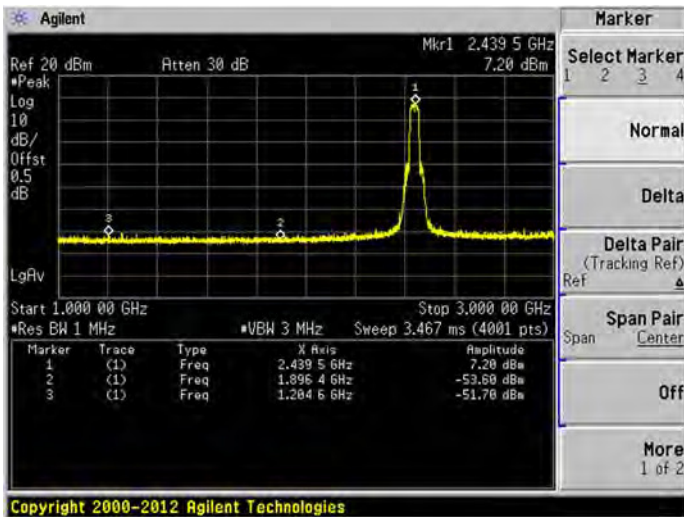 Agilent
Marker
Mkr1 2.439 5 GHz
Ref 20 dBm Atten 30 dB 7.20 dBm
#Peak
Log
10
dB/
Offst
0.5
dB
LgAv
1
2
3
Start 1.000 00 GHz Stop 3.000 00 GHz
#Res BW 1 MHz #VBW 3 MHz Sweep 3.467 ms (4001 pts)
Marker Trace Type X Axis Amplitude
1 (1) Freq 2.439 5 GHz 7.20 dBm
2 (1) Freq 1.896 4 GHz -53.60 dBm
3 (1) Freq 1.204 6 GHz -51.70 dBm
Select Marker
1 2 3 4
Normal
Delta
Delta Pair
(Tracking Ref)
Ref Δ
Span Pair
Span Center
Off
More
1 of 2
Copyright 2000-2012 Agilent Technologies